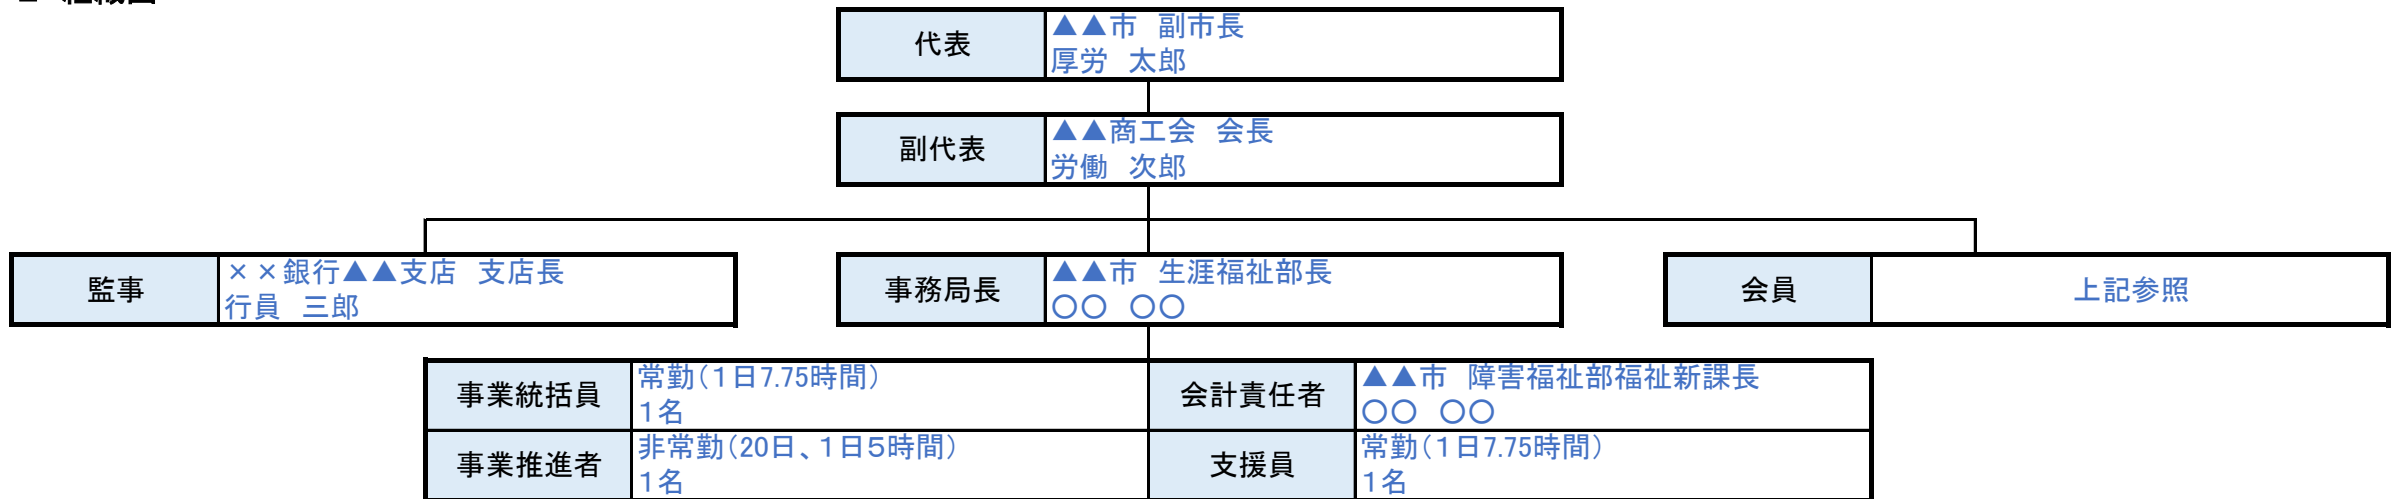 代表
▲▲市　副市長
厚労　太郎
副代表
▲▲商工会　会長
労働　次郎
監事
××銀行▲▲支店　支店長
行員　三郎
事務局長
▲▲市　生涯福祉部長
〇〇　〇〇
会員
上記参照
事業統括員
常勤（１日7.75時間）
１名
会計責任者
▲▲市　障害福祉部福祉新課長
〇〇　〇〇
事業推進者
非常勤（20日、１日５時間）
１名
支援員
常勤（１日7.75時間）
１名